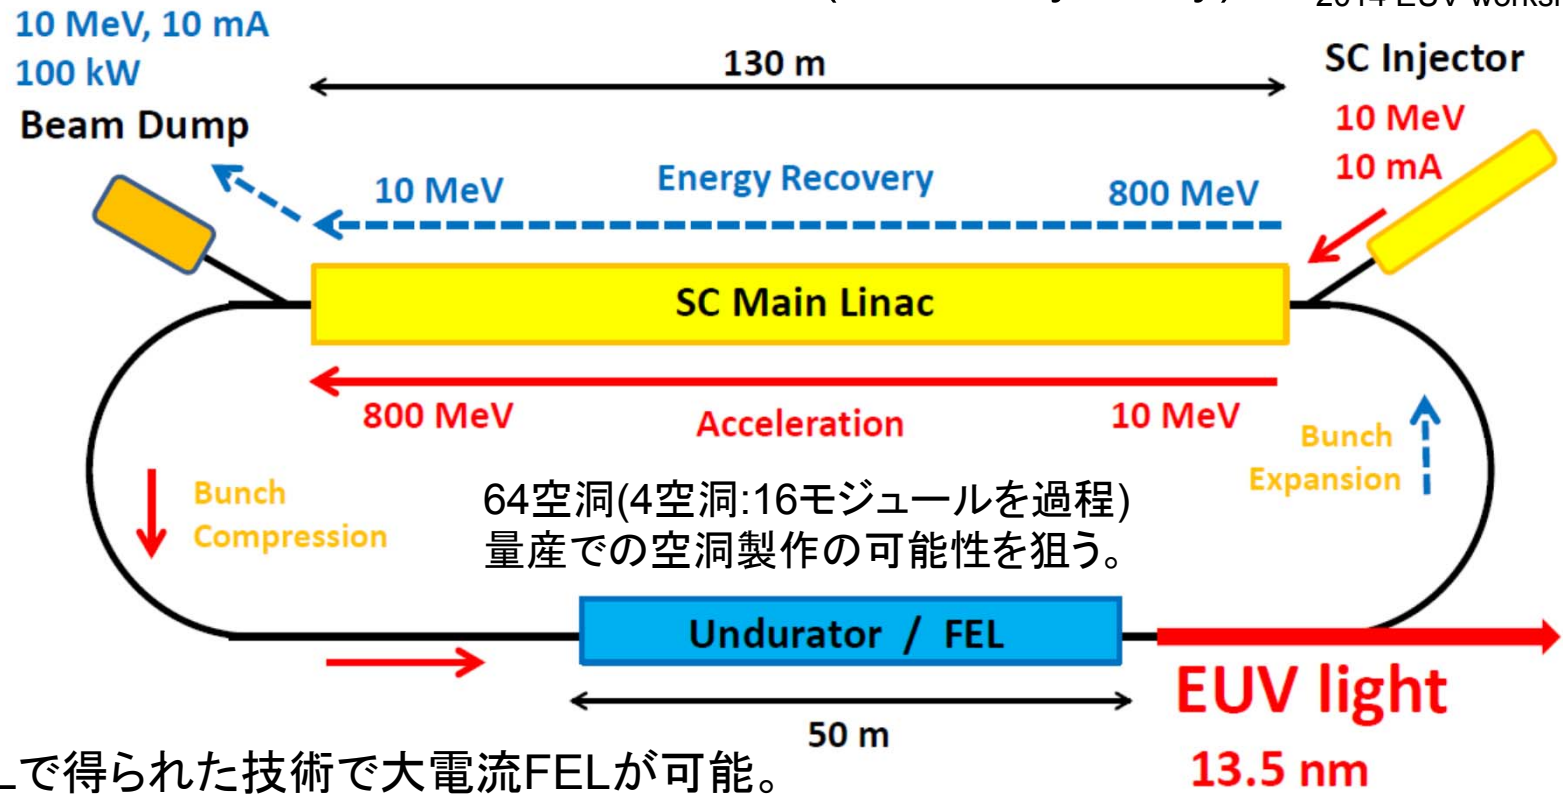 2014 EUV
10 MeV, 10 mA
100 kW
Beam Dump
130 m
SC Injector
10 MeV
10 mA
10 MeV
Energy Recovery
800 MeV
SC Main Linac
800 MeV
Acceleration
10 MeV
Bunch
Compression
Bunch
Expansion
64空洞(4空洞:16モジュールを過程)
量産での空洞製作の可能性を狙う。
Undurator / FEL
50 m
EUV light
13.5 nm
で得られた技術で大電流FELが可能。